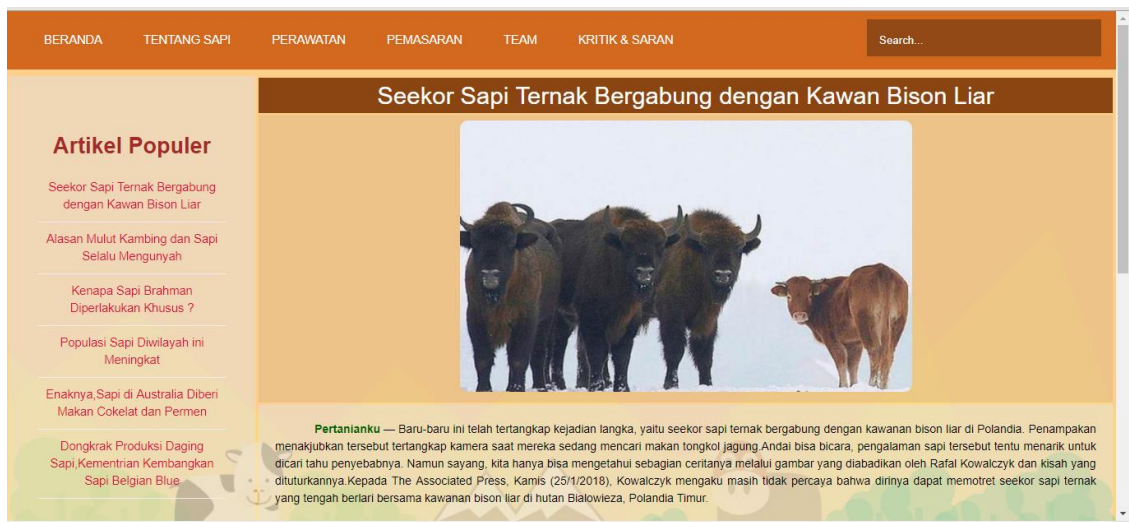 BERANDA TENTANG SAPI PERAWATAN PEMASARAN TEAM KRITIK & SARAN Search...
Artikel Populer
Seekor Sapi Ternak Bergabung
dengan Kawan Bison Liar
Alasan Mulut Kambing dan Sapi
Selalu Mengunyah
Kenapa Sapi Brahman
Diperlakukan Khusus ?
Populasi Sapi Diwilayah ini
Meningkat
Enaknya,Sapi di Australia Diberi
Makan Cokelat dan Permen
Dongkrak Produksi Daging
Sapi,Kementrian Kembangkan
Sapi Belgian Blue
Seekor Sapi Ternak Bergabung dengan Kawan Bison Liar
Pertanianku — Baru-baru ini telah tertangkap kejadian langka, yaitu seekor sapi ternak bergabung dengan kawanan bison liar di Polandia. Penampakan
menakjubkan tersebut tertangkap kamera saat mereka sedang mencari makan tongkol jagung.Andai bisa bicara, pengalaman sapi tersebut tentu menarik untuk
dicari tahu penyebabnya. Namun sayang, kita hanya bisa mengetahui sebagian ceritanya melalui gambar yang diabadikan oleh Rafal Kowalczyk dan kisah yang
dituturkannya.Kepada The Associated Press, Kamis (25/1/2018), Kowalczyk mengaku masih tidak percaya bahwa dirinya dapat memotret seekor sapi ternak
yang tengah berlari bersama kawanan bison liar di hutan Bialowieza, Polandia Timur.